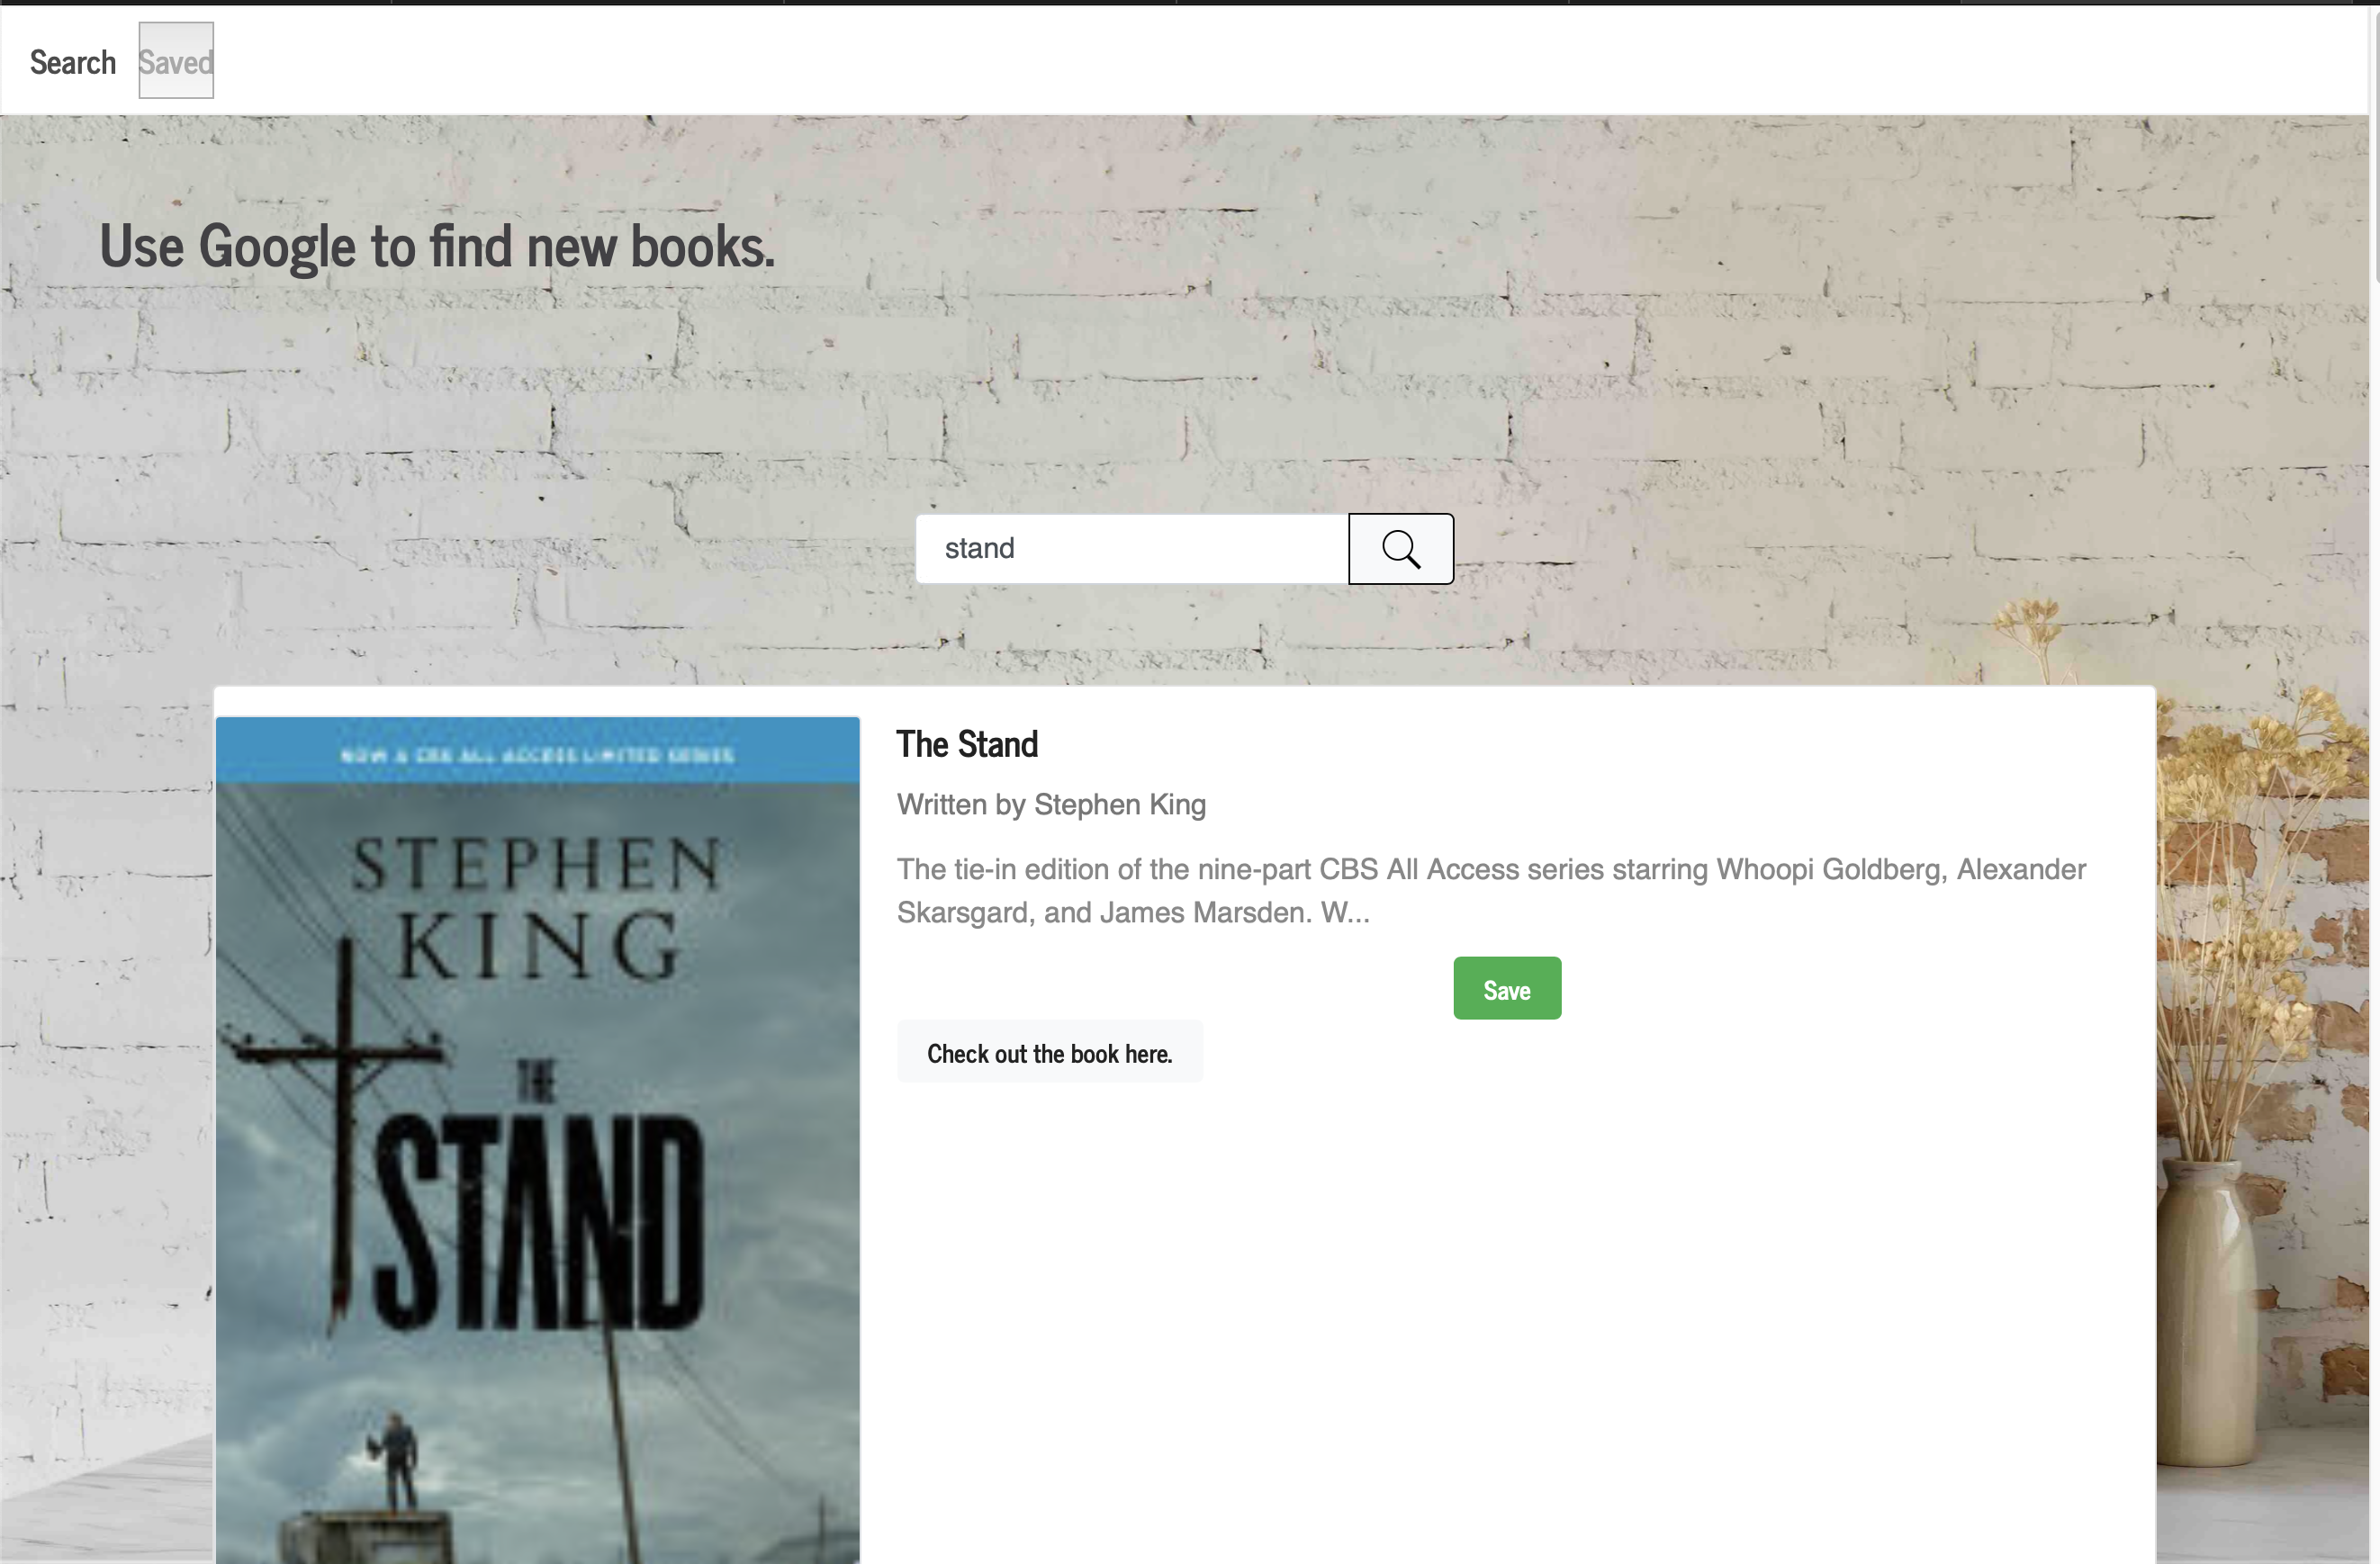 Search Saved
Use Google to find new books.
stand
NOW A CBS ALL ACCESS LIMITED SERIES
STEPHEN
KING
THE
STAND
The Stand
Written by Stephen King
The tie-in edition of the nine-part CBS All Access series starring Whoopi Goldberg, Alexander
Skarsgard, and James Marsden. W...
Save
Check out the book here.